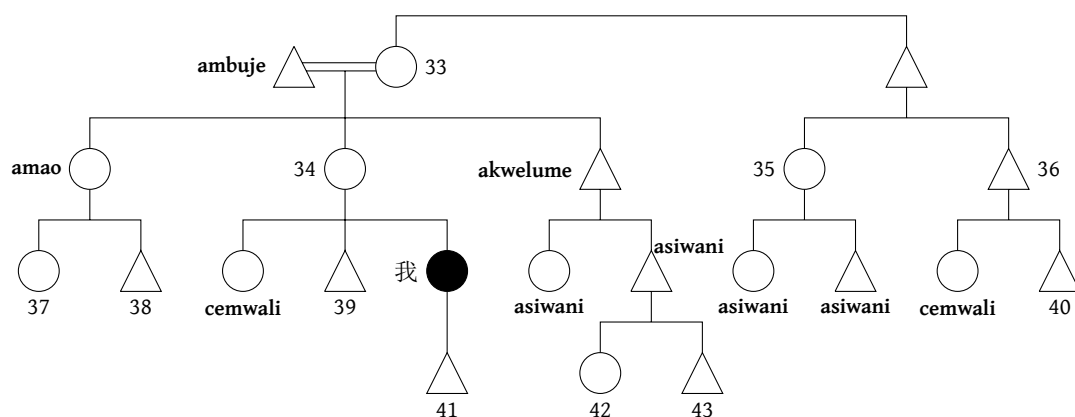 ambuje
33
amao
34
akwelume
35
36
37
38
cemwali
39
我
asiwani
asiwani
asiwani
asiwani
cemwali
40
41
42
43